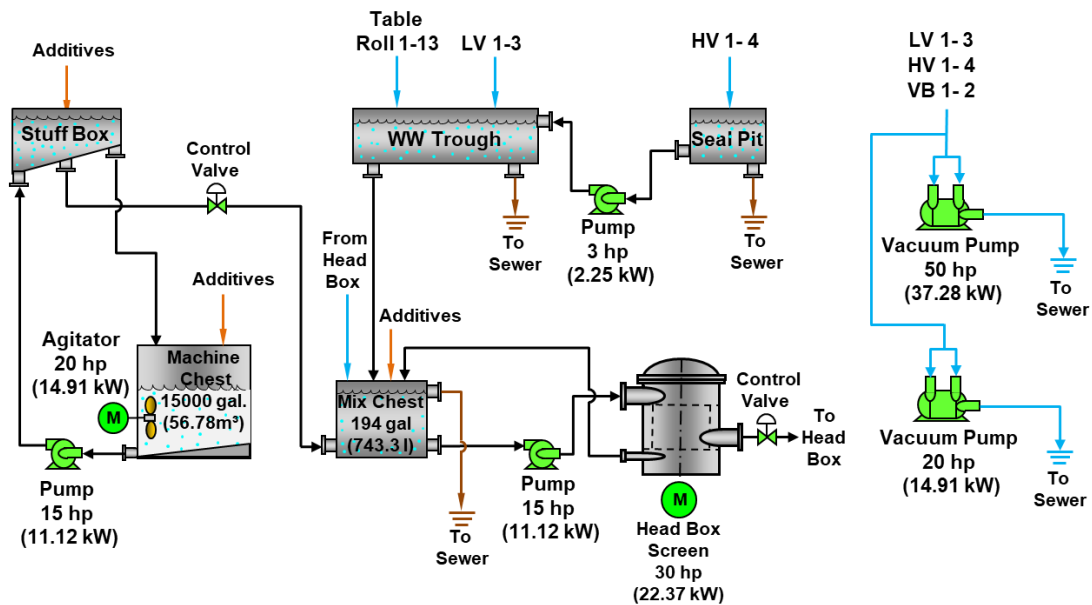 Additives
Stuff Box
Control
Valve
Table
Roll 1-13
LV 1-3
WW Trough
HV 1- 4
Seal Pit
Pump
3 hp
(2.25 kW)
To
Sewer
To
Sewer
LV 1- 3
HV 1- 4
VB 1- 2
Vacuum Pump
50 hp
(37.28 kW)
To
Sewer
Vacuum Pump
20 hp
(14.91 kW)
To
Sewer
Agitator
20 hp
(14.91 kW)
M
Additives
Machine
Chest
15000 gal.
(56.78m³)
Pump
15 hp
(11.12 kW)
From
Head
Box
Additives
Mix Chest
194 gal
(743.3 l)
To
Sewer
Pump
15 hp
(11.12 kW)
Control
Valve
To
Head
Box
M
Head Box
Screen
30 hp
(22.37 kW)